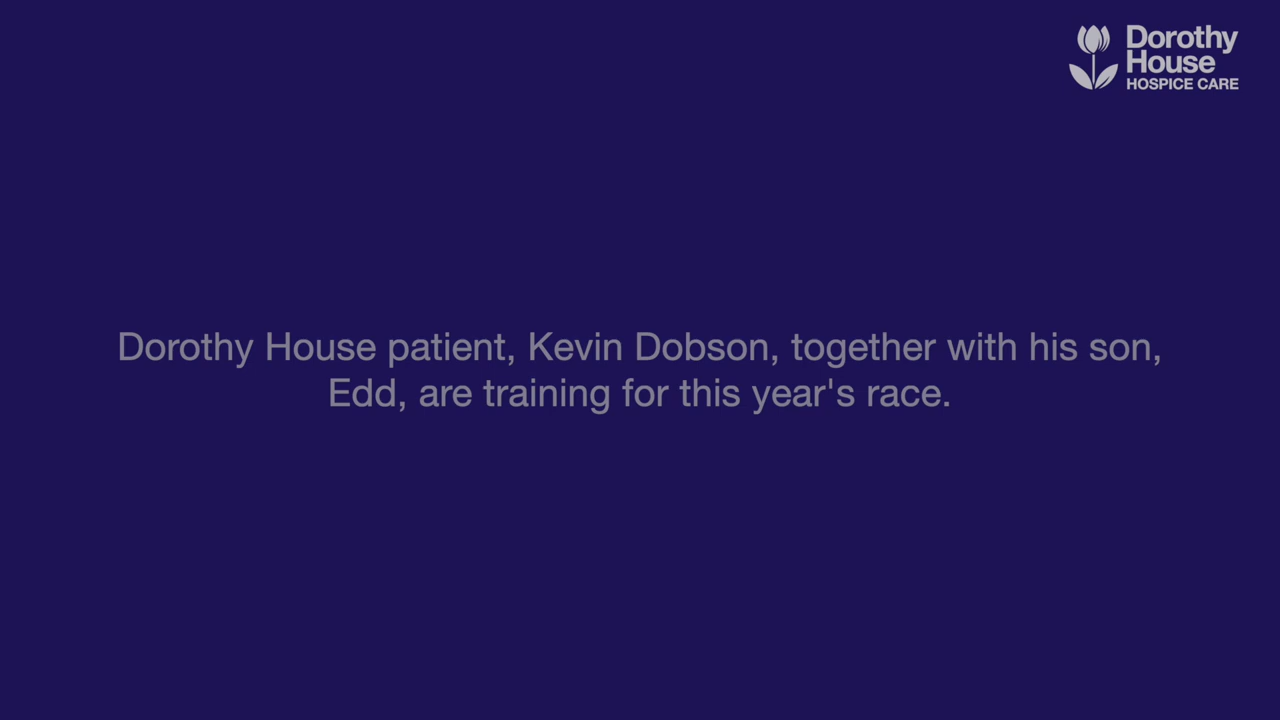 Dorothy
House
HOSPICE CARE
Dorothy House patient, Kevin Dobson, together with his son,
Edd, are training for this year's race.